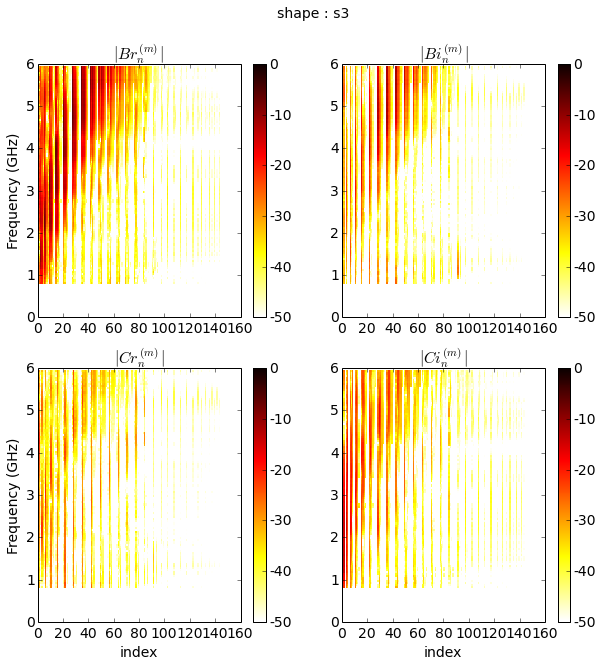 shape : s3
|Br_n^(m)| |Bi_n^(m)|
6 0 6 0
5 -10 5 -10
4 4
Frequency (GHz) -20 -20
3 3
2 -30 2 -30
1 -40 1 -40
0 -50 0 -50
0 20 40 60 80 100 120 140 160 0 20 40 60 80 100 120 140 160
|Cr_n^(m)| |Ci_n^(m)|
6 0 6 0
5 -10 5 -10
4 4
Frequency (GHz) -20 -20
3 3
2 -30 2 -30
1 -40 1 -40
0 -50 0 -50
0 20 40 60 80 100 120 140 160 0 20 40 60 80 100 120 140 160
index index